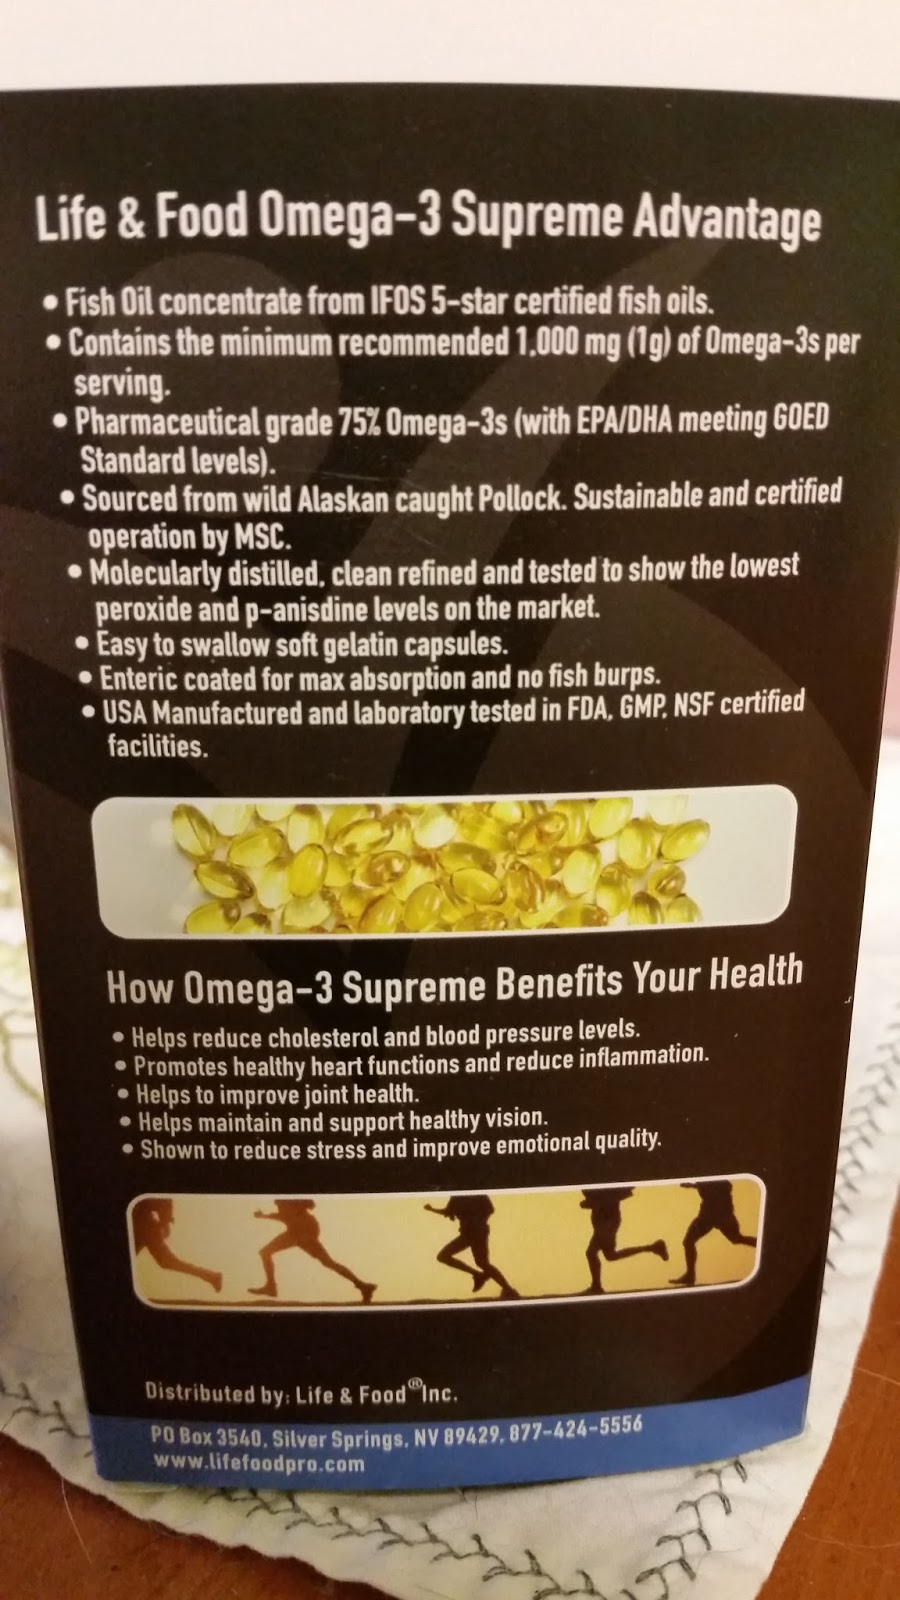 Life & Food Omega-3 Supreme Advantage
• Fish Oil concentrate from IFOS 5-star certified fish oils.
• Contains the minimum recommended 1,000 mg (1g) of Omega-3s per
serving.
• Pharmaceutical grade 75% Omega-3s (with EPA/DHA meeting GOED
Standard levels).
• Sourced from wild Alaskan caught Pollock. Sustainable and certified
operation by MSC.
• Molecularly distilled, clean refined and tested to show the lowest
peroxide and p-anisdine levels on the market.
• Easy to swallow soft gelatin capsules.
• Enteric coated for max absorption and no fish burps.
• USA Manufactured and laboratory tested in FDA, GMP, NSF certified
facilities.
How Omega-3 Supreme Benefits Your Health
• Helps reduce cholesterol and blood pressure levels.
• Promotes healthy heart functions and reduce inflammation.
• Helps to improve joint health.
• Helps maintain and support healthy vision.
• Shown to reduce stress and improve emotional quality.
Distributed by: Life & Food® Inc.
PO Box 3540, Silver Springs, NV 89429, 877-424-5556
www.lifefoodpro.com